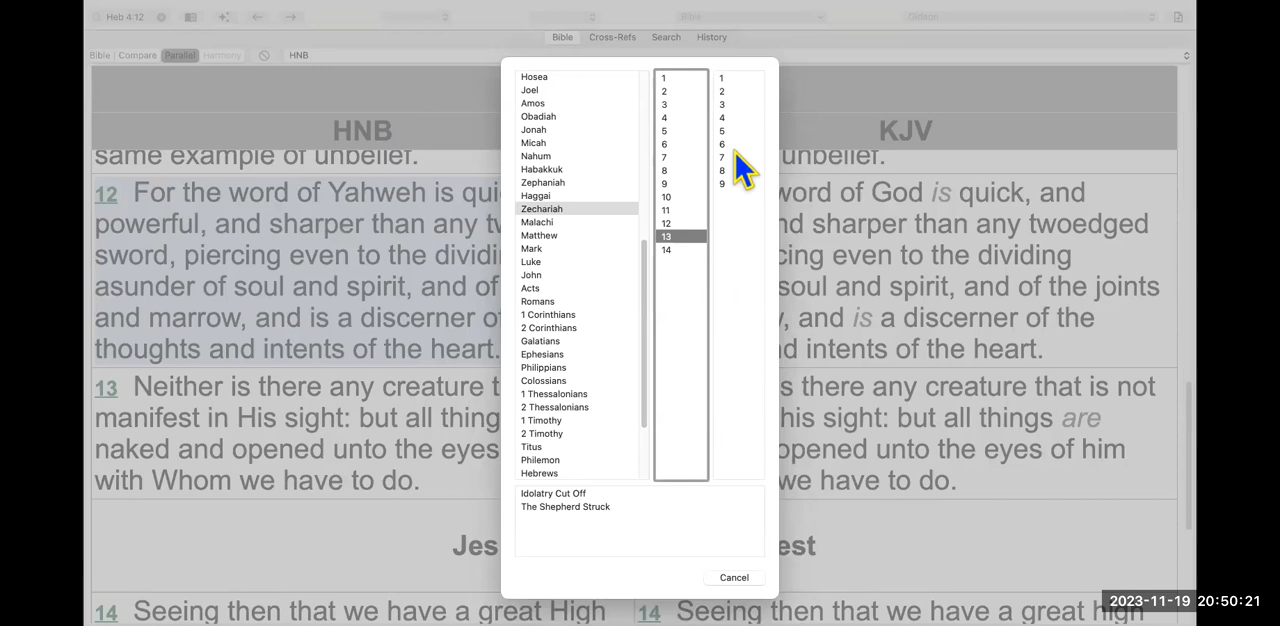 Heb 4:12
Bible
Didson
Bible
Cross-Refs
Search
History
Bible
Compare
Parallel
Harmony
HNB
HNB
KJV
same example of unbelief.
unbelief.
12 For the word of Yahweh is qui
powerful, and sharper than any tw
sword, piercing even to the dividi
asunder of soul and spirit, and of
and marrow, and is a discerner of
thoughts and intents of the heart.
word of God is quick, and
nd sharper than any twoedged
cing even to the dividing
soul and spirit, and of the joints
, and is a discerner of the
nd intents of the heart.
13 Neither is there any creature t
manifest in His sight: but all thing
naked and opened unto the eyes
with Whom we have to do.
s there any creature that is not
his sight: but all things are
opened unto the eyes of him
we have to do.
Jes
est
14 Seeing then that we have a great High
14 Seeing then that we have a great high
Hosea
Joel
Amos
Obadiah
Jonah
Micah
Nahum
Habakkuk
Zephaniah
Haggai
Zechariah
Malachi
Matthew
Mark
Luke
John
Acts
Romans
1 Corinthians
2 Corinthians
Galatians
Ephesians
Philippians
Colossians
1 Thessalonians
2 Thessalonians
1 Timothy
2 Timothy
Titus
Philemon
Hebrews
1
2
3
4
5
6
7
8
9
10
11
12
13
14
1
2
3
4
5
6
7
8
9
Idolatry Cut Off
The Shepherd Struck
Cancel
2023-11-19 20:50:21